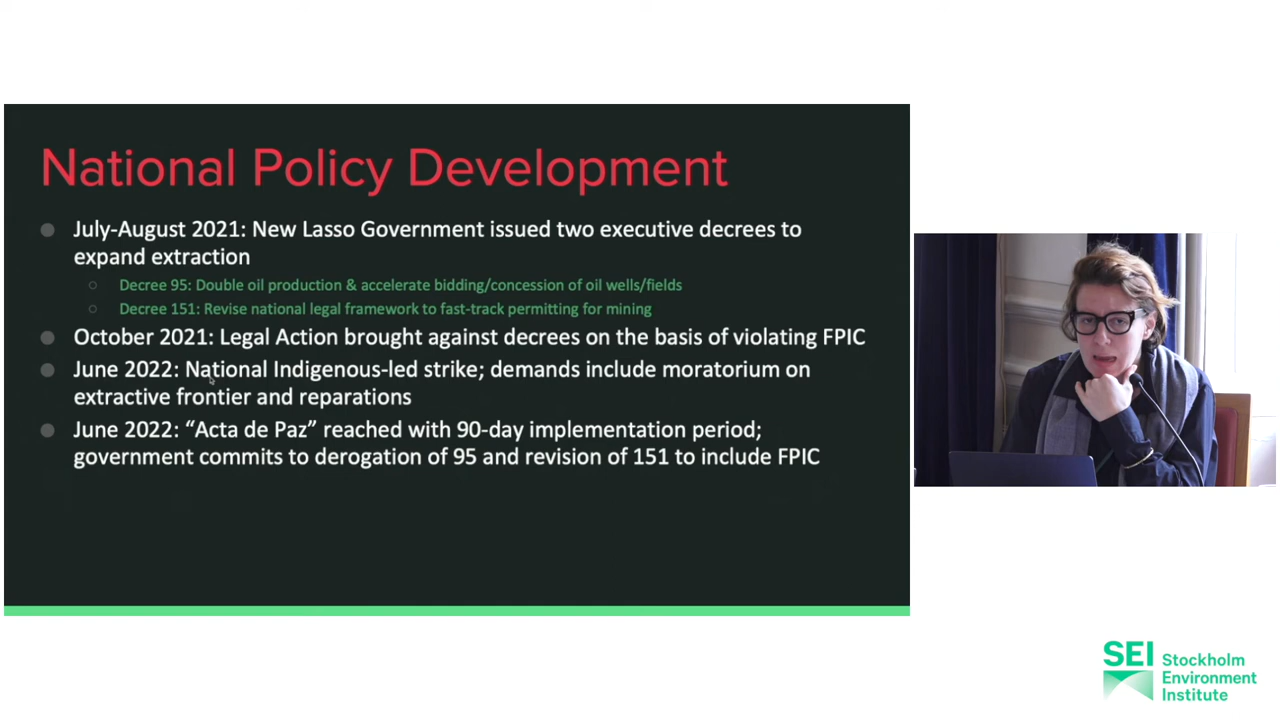 National Policy Development
July-August 2021: New Lasso Government issued two executive decrees to
expand extraction
Decree 95: Double oil production & accelerate bidding/concession of oil wells/fields
Decree 151: Revise national legal framework to fast-track permitting for mining
October 2021: Legal Action brought against decrees on the basis of violating FPIC
June 2022: National Indigenous-led strike; demands include moratorium on
extractive frontier and reparations
June 2022: “Acta de Paz” reached with 90-day implementation period;
government commits to derogation of 95 and revision of 151 to include FPIC
SEI Stockholm
Environment
Institute